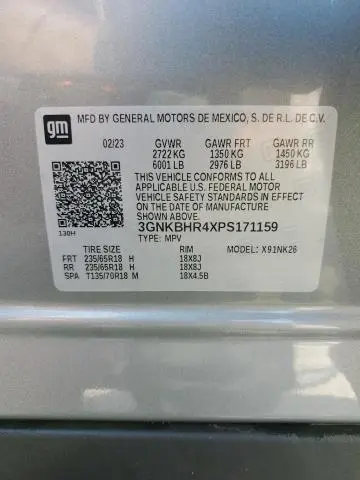 gm
MFD BY GENERAL MOTORS DE MEXICO, S. DE R.L. DE C.V.
02/23 GVWR GAWR FRT GAWR RR
2722 KG 1350 KG 1450 KG
6001 LB 2976 LB 3196 LB
THIS VEHICLE CONFORMS TO ALL
APPLICABLE U.S. FEDERAL MOTOR
VEHICLE SAFETY STANDARDS IN EFFECT
ON THE DATE OF MANUFACTURE
SHOWN ABOVE.
3GNKBHR4XPS171159
130H TYPE: MPV
TIRE SIZE RIM MODEL: X91NK26
FRT 235/65R18 H 18X8J
RR 235/65R18 H 18X8J
SPA T135/70R18 M 18X4.5B